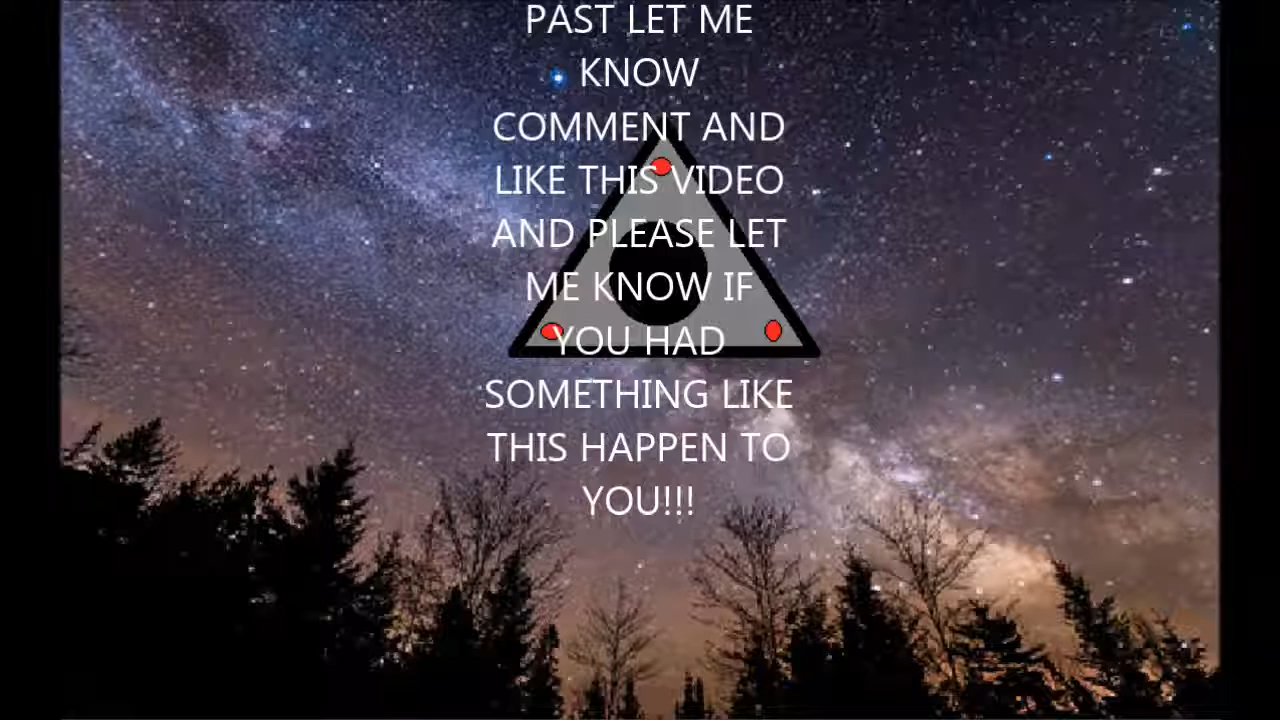 PAST LET ME
KNOW
COMMENT AND
LIKE THIS VIDEO
AND PLEASE LET
ME KNOW IF
YOU HAD
SOMETHING LIKE
THIS HAPPEN TO
YOU!!!